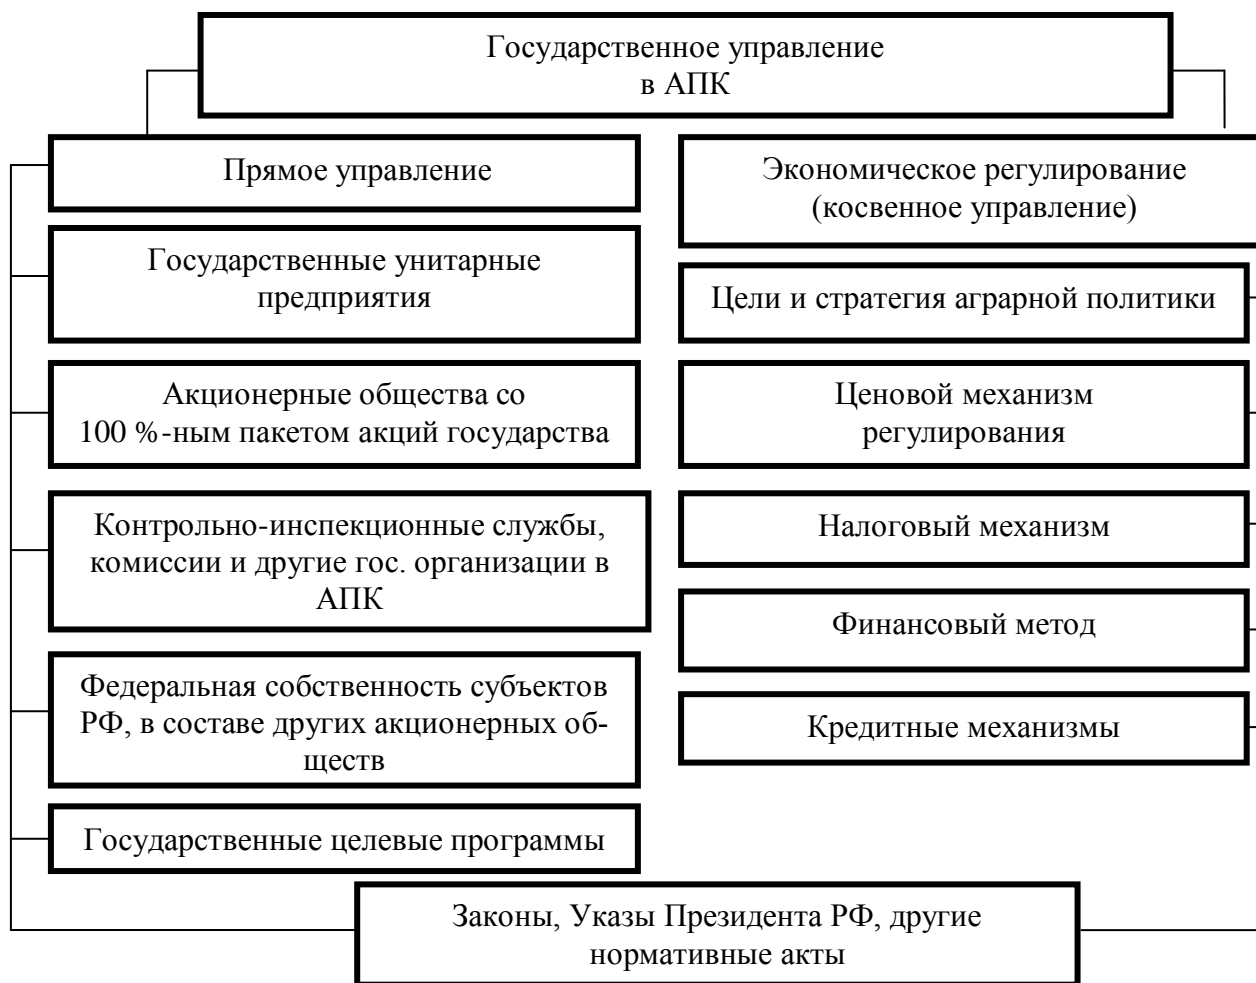 Государственное управление
в АПК
Прямое управление
Государственные унитарные
предприятия
Акционерные общества со
100 %-ным пакетом акций государства
Контрольно-инспекционные службы,
комиссии и другие гос. организации в
АПК
Федеральная собственность субъектов
РФ, в составе других акционерных об-
ществ
Государственные целевые программы
Экономическое регулирование
(косвенное управление)
Цели и стратегия аграрной политики
Ценовой механизм
регулирования
Налоговый механизм
Финансовый метод
Кредитные механизмы
Законы, Указы Президента РФ, другие
нормативные акты